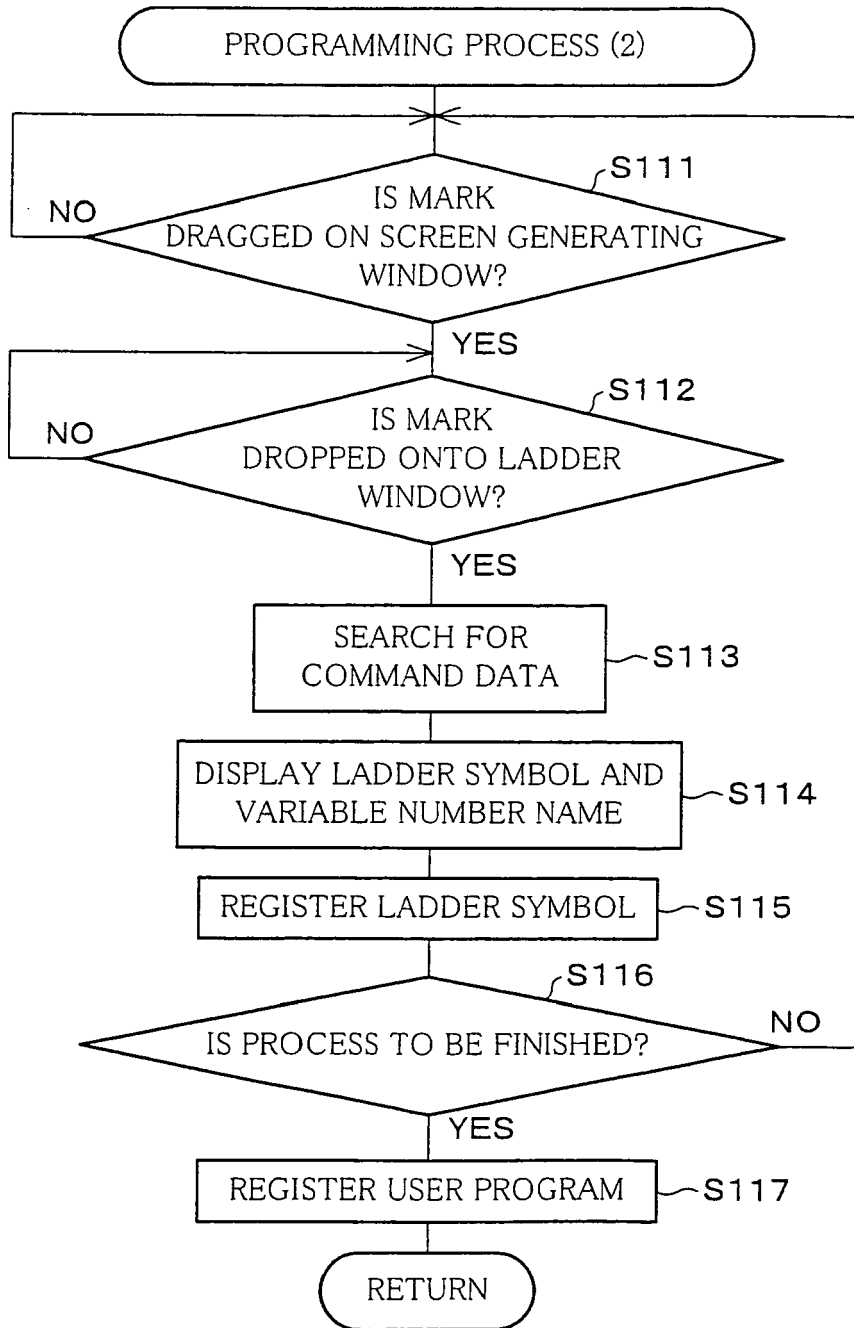 PROGRAMMING PROCESS (2)
S111
IS MARK
NO
DRAGGED ON SCREEN GENERATING
WINDOW?
YES
S112
IS MARK
NO
DROPPED ONTO LADDER
WINDOW?
YES
SEARCH FOR
COMMAND DATA
S113
DISPLAY LADDER SYMBOL AND
VARIABLE NUMBER NAME
S114
REGISTER LADDER SYMBOL
S115
S116
IS PROCESS TO BE FINISHED?
NO
YES
REGISTER USER PROGRAM
S117
RETURN